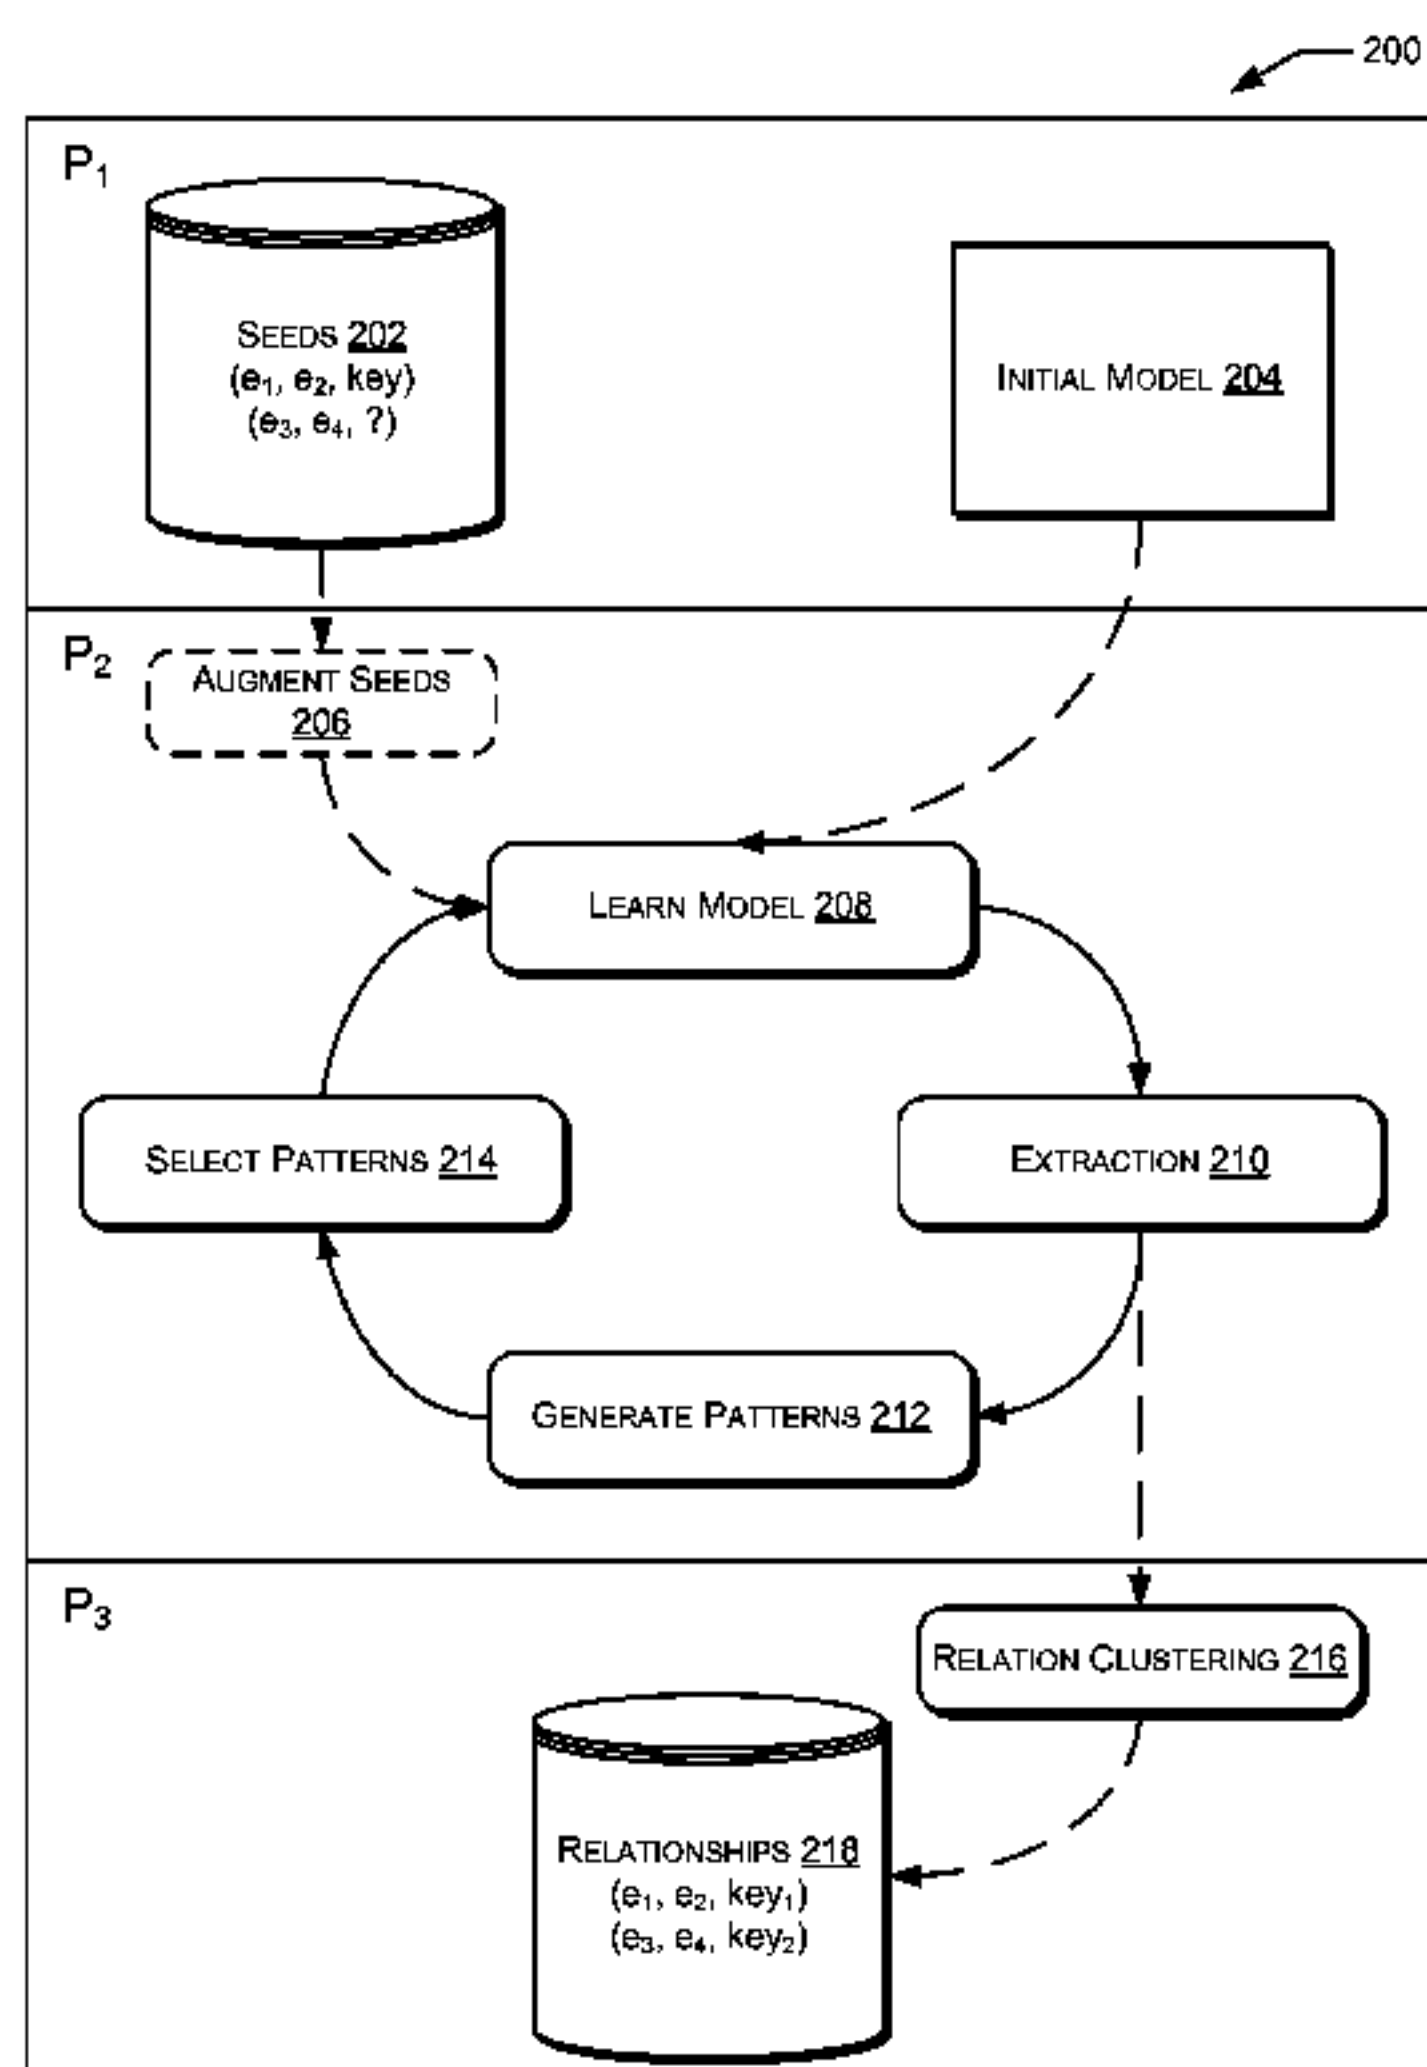 200
P₁
SEEDS 202
(e₁, e₂, key)
(e₃, e₄, ?)
INITIAL MODEL 204
P₂
AUGMENT SEEDS
206
LEARN MODEL 208
SELECT PATTERNS 214
EXTRACTION 210
GENERATE PATTERNS 212
P₃
RELATION CLUSTERING 216
RELATIONSHIPS 218
(e₁, e₂, key₁)
(e₃, e₄, key₂)